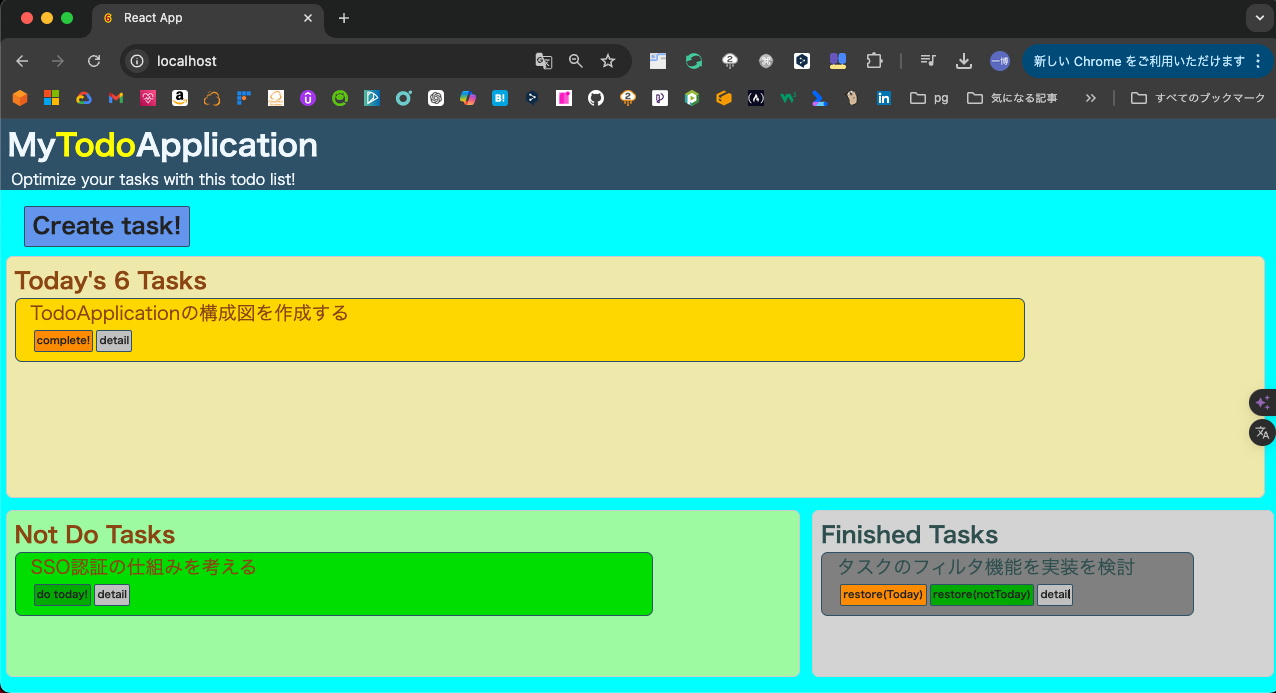 React App
localhost
一博
新しい Chrome をご利用いただけます
pg
気になる記事
すべてのブックマーク
MyTodoApplication
Optimize your tasks with this todo list!
Create task!
Today's 6 Tasks
TodoApplicationの構成図を作成する
complete! detail
Not Do Tasks
SSO認証の仕組みを考える
do today! detail
Finished Tasks
タスクのフィルタ機能を実装を検討
restore(Today) restore(notToday) detail